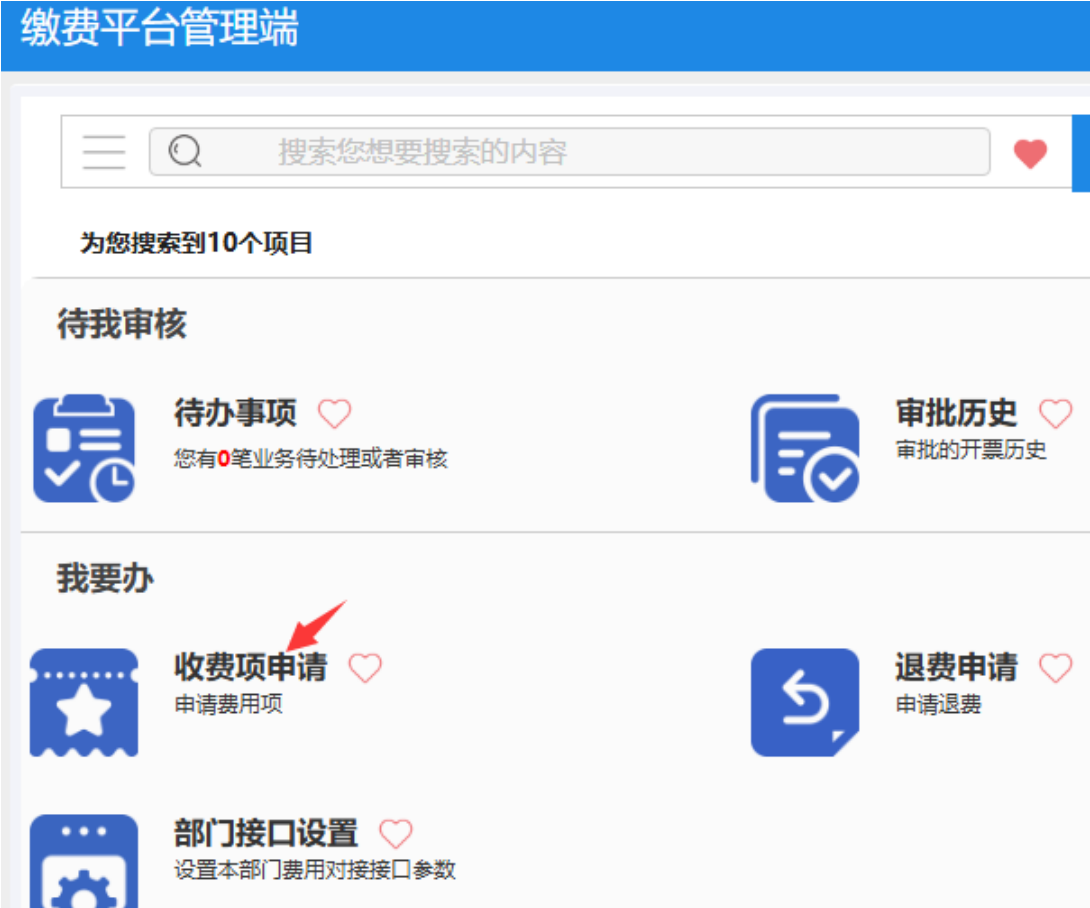 缴费平台管理端
搜索您想要搜索的内容
为您搜索到10个项目
待我审核
待办事项
您有0笔业务待处理或者审核
审批历史
审批的开票历史
我要办
收费项申请
申请费用项
退费申请
申请退费
部门接口设置
设置本部门费用对接接口参数